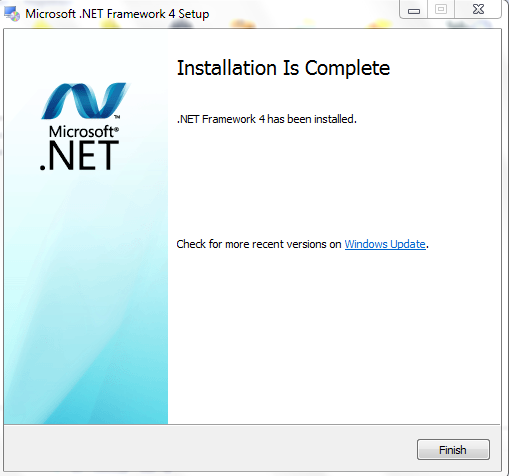 Microsoft .NET Framework 4 Setup
Installation Is Complete
Microsoft®
.NET
.NET Framework 4 has been installed.
Check for more recent versions on Windows Update.
Finish